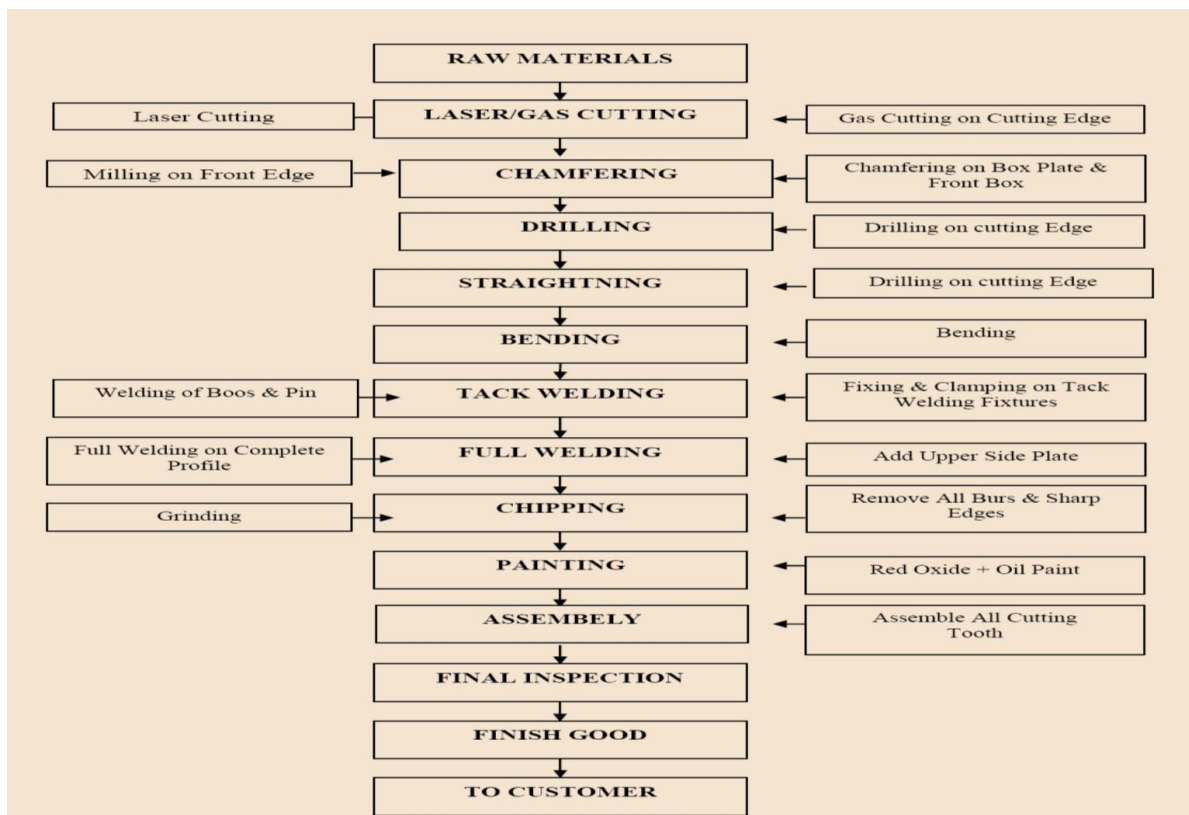 RAW MATERIALS
Laser Cutting
LASER/GAS CUTTING
Gas Cutting on Cutting Edge
Milling on Front Edge
CHAMFERING
Chamfering on Box Plate &
Front Box
DRILLING
Drilling on cutting Edge
STRAIGHTNING
Drilling on cutting Edge
BENDING
Bending
Welding of Boos & Pin
TACK WELDING
Fixing & Clamping on Tack
Welding Fixtures
Full Welding on Complete
Profile
FULL WELDING
Add Upper Side Plate
Grinding
CHIPPING
Remove All Burs & Sharp
Edges
PAINTING
Red Oxide + Oil Paint
ASSEMBELY
Assemble All Cutting
Tooth
FINAL INSPECTION
FINISH GOOD
TO CUSTOMER